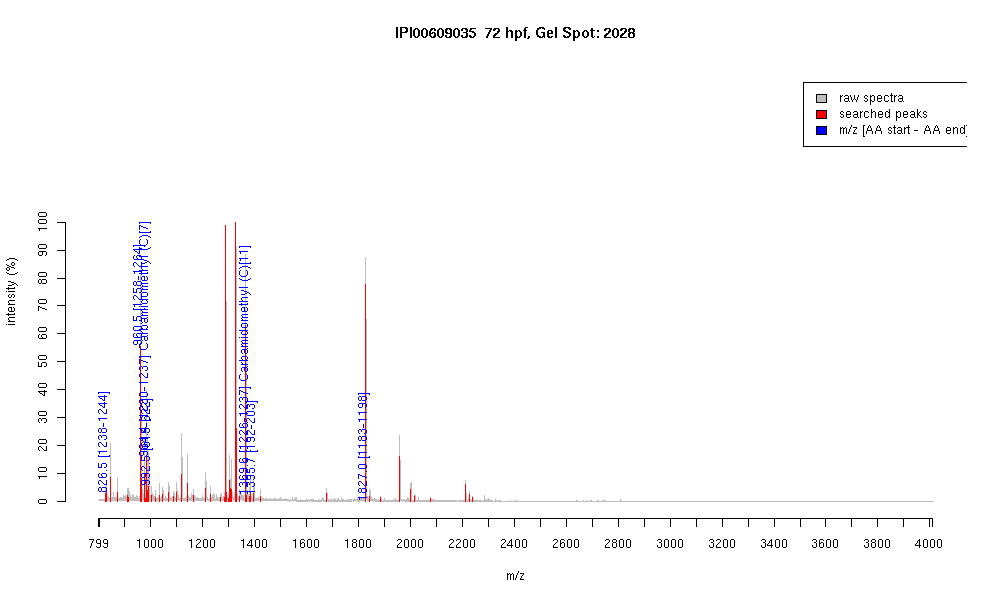 IPI00609035 72 hpf, Gel Spot: 2028
raw spectra
searched peaks
m/z [AA start - AA end]
intensity (%)
100
90
80
70
60
50
40
30
20
10
0
826.5 [1238-1244]
960.5 [1258-1264]
-1237] Carbamidomethyl (C)[7]
1369.6 [1226-1237] Carbamidomethyl (C)[11]
1395.7 [192-203]
1827.0 [1183-1198]
799 1000 1200 1400 1600 1800 2000 2200 2400 2600 2800 3000 3200 3400 3600 3800 4000
m/z